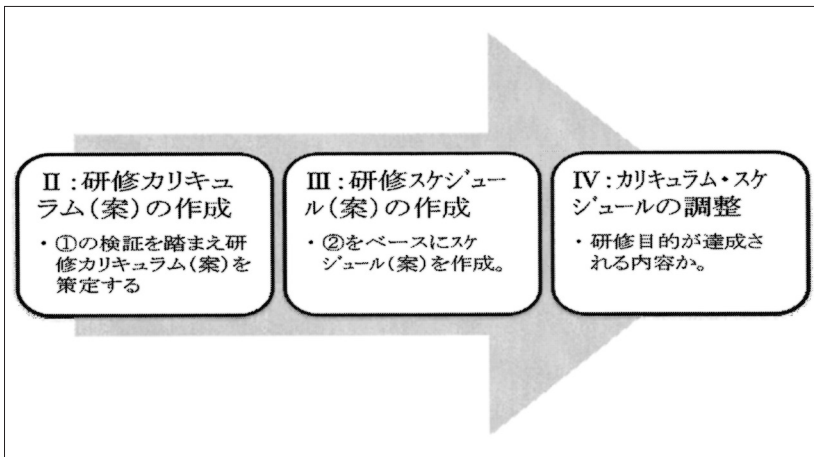 Ⅱ：研修カリキュ
ラム（案）の作成
・①の検証を踏まえ研
修カリキュラム（案）を
策定する
Ⅲ：研修スケジュー
ル（案）の作成
・②をベースにスケ
ジュール（案）を作成。
Ⅳ：カリキュラム・スケ
ジュールの調整
・研修目的が達成さ
れる内容か。